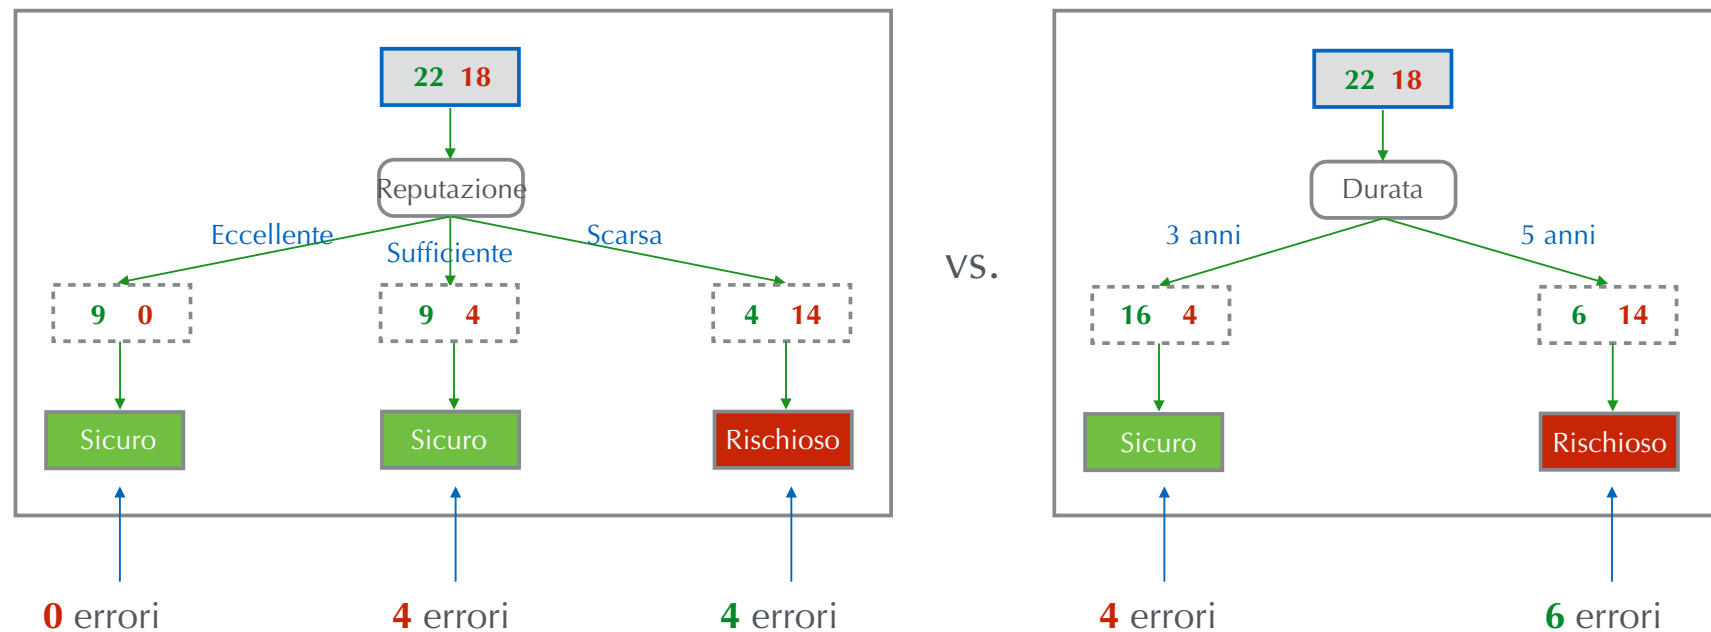 22 18
Reputazione
Eccellente
Sufficiente
Scarsa
9 0
9 4
4 14
Sicuro
Sicuro
Rischioso
0 errori
4 errori
4 errori
vs.
22 18
Durata
3 anni
5 anni
16 4
6 14
Sicuro
Rischioso
4 errori
6 errori